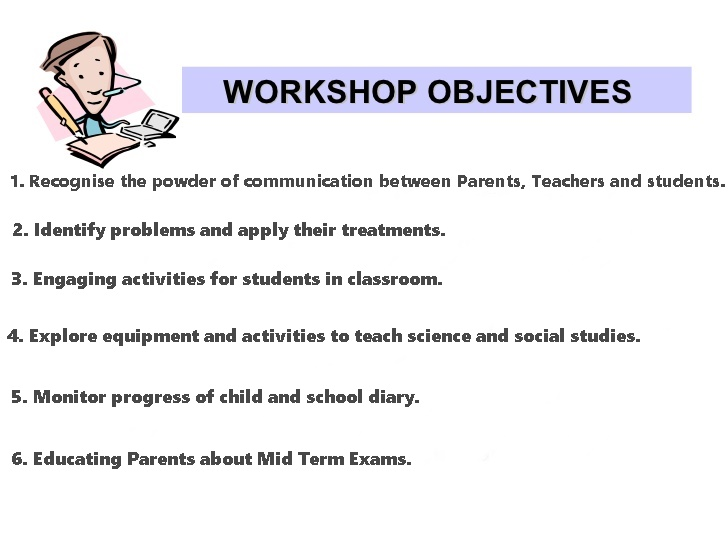 WORKSHOP OBJECTIVES
1. Recognise the powder of communication between Parents, Teachers and students.
2. Identify problems and apply their treatments.
3. Engaging activities for students in classroom.
4. Explore equipment and activities to teach science and social studies.
5. Monitor progress of child and school diary.
6. Educating Parents about Mid Term Exams.